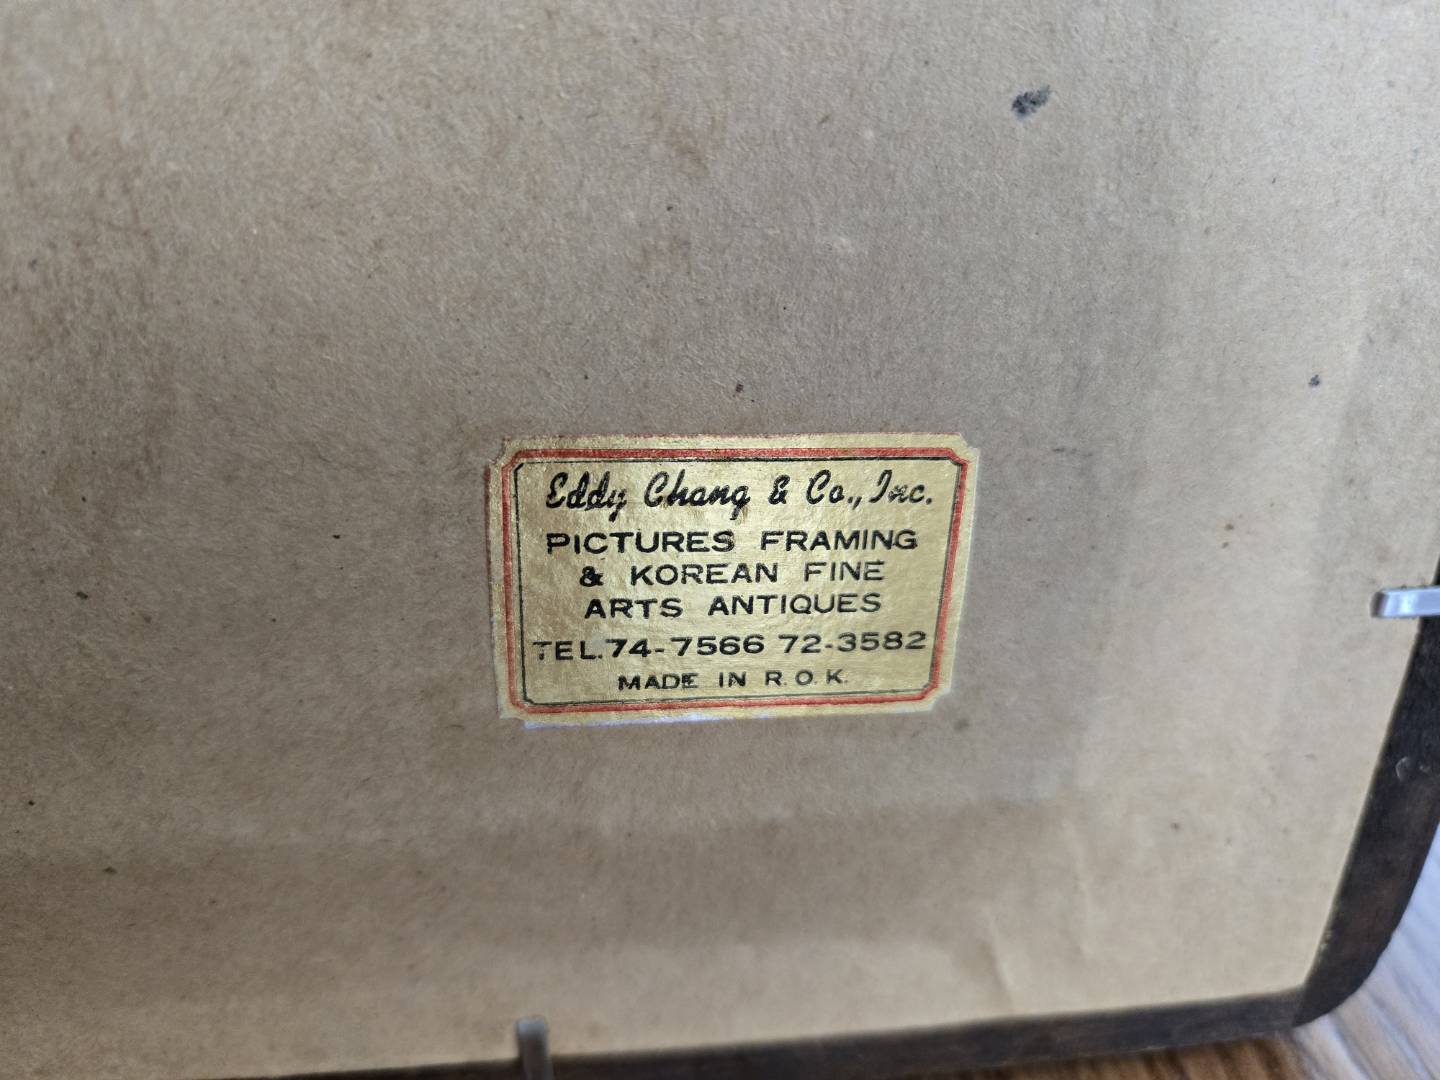 Eddy Chang & Co., Inc.
PICTURES FRAMING
& KOREAN FINE
ARTS ANTIQUES
TEL.74-7566 72-3582
MADE IN R.O.K.